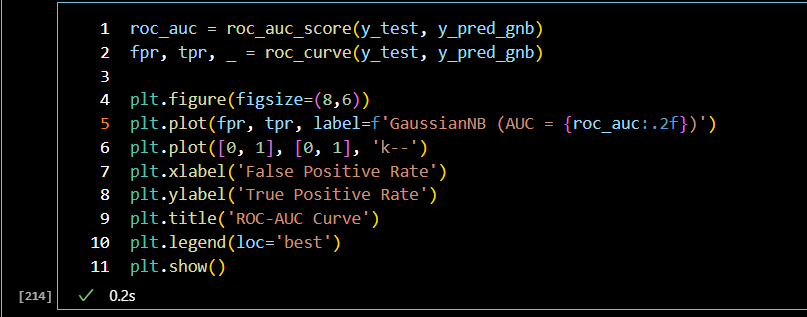 1 roc_auc = roc_auc_score(y_test, y_pred_gnb)
2 fpr, tpr, _ = roc_curve(y_test, y_pred_gnb)
3
4 plt.figure(figsize=(8,6))
5 plt.plot(fpr, tpr, label=f'GaussianNB (AUC = {roc_auc:.2f})')
6 plt.plot([0, 1], [0, 1], 'k--')
7 plt.xlabel('False Positive Rate')
8 plt.ylabel('True Positive Rate')
9 plt.title('ROC-AUC Curve')
10 plt.legend(loc='best')
11 plt.show()
[214] ✓ 0.2s